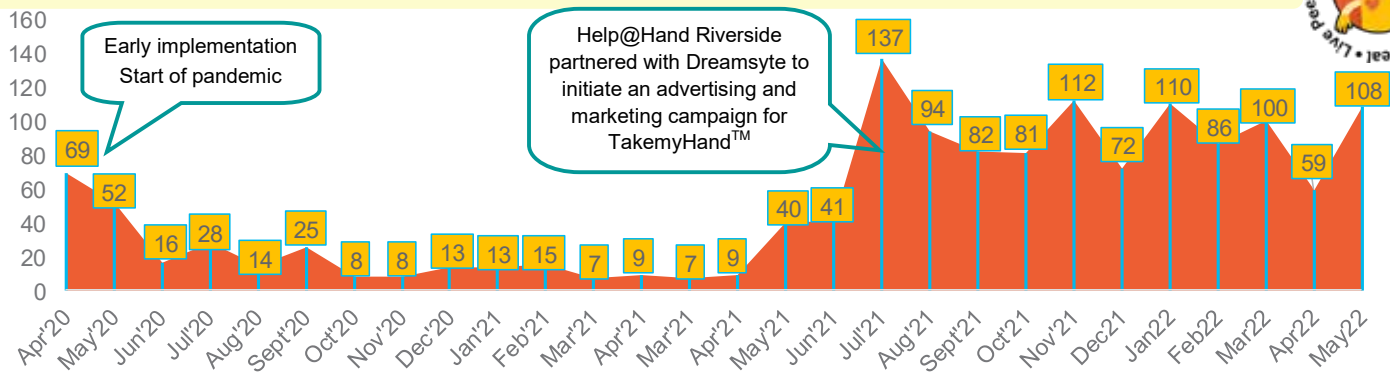 160
140
120
100
80
60
40
20
0
Early implementation
Start of pandemic
Help@Hand Riverside
partnered with Dreamsyte to
initiate an advertising and
marketing campaign for
TakemyHand™
69
52
16
28
14
25
8
8
13
13
15
7
9
7
9
40
41
137
94
82
81
112
72
110
86
100
59
108
Apr'20
May'20
Jun'20
Jul'20
Aug'20
Sept'20
Oct'20
Nov'20
Dec'20
Jan'21
Feb'21
Mar'21
Apr'21
Mar'21
Apr'21
May'21
Jun'21
Jul'21
Aug'21
Sept'21
Oct'21
Nov'21
Dec21
Jan22
Feb22
Mar22
Apr22
May22